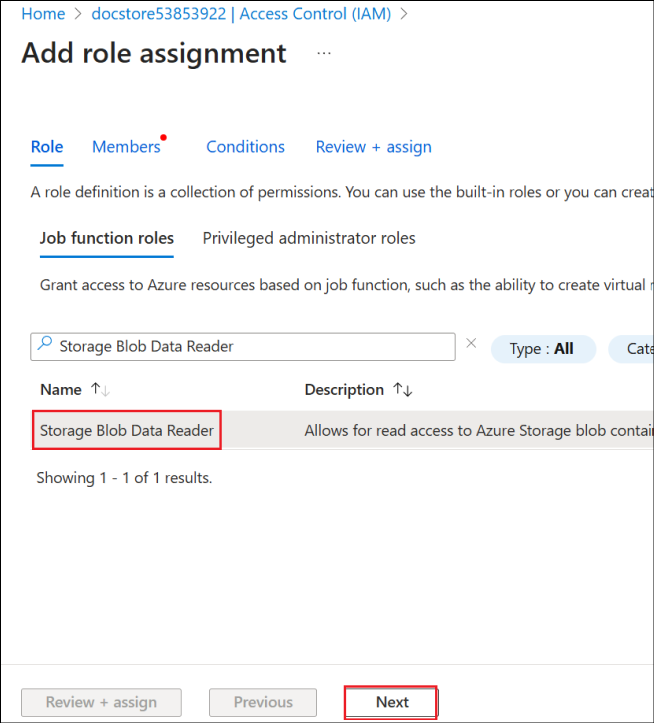 Home > docstore53853922 | Access Control (IAM) >
Add role assignment ...
Role Members Conditions Review + assign
A role definition is a collection of permissions. You can use the built-in roles or you can creat
Job function roles Privileged administrator roles
Grant access to Azure resources based on job function, such as the ability to create virtual
Storage Blob Data Reader × Type : All Cate
Name ↑↓ Description ↑↓
Storage Blob Data Reader Allows for read access to Azure Storage blob contai
Showing 1 - 1 of 1 results.
Review + assign Previous Next